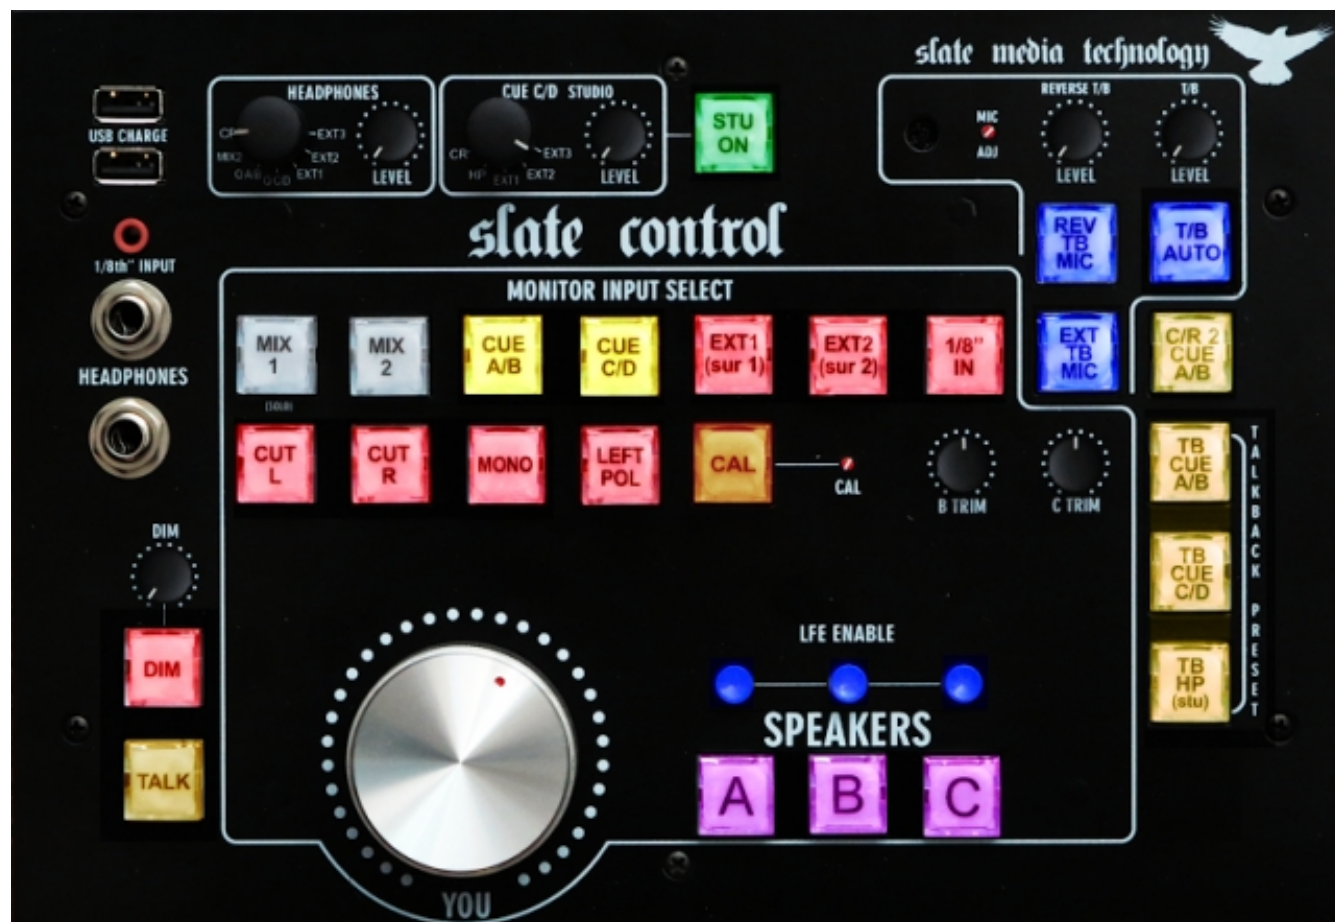 slate media technology
HEADPHONES
CUE C/D STUDIO
REVERSE T/B
T/B
USB CHARGE
CR
MIX2
QAB
QCD
EXT1
EXT2
EXT3
LEVEL
CR
HP
EXT1
EXT2
EXT3
LEVEL
STU
ON
MIC
ADJ
LEVEL
LEVEL
slate control
REV
TB
MIC
T/B
AUTO
1/8th" INPUT
HEADPHONES
MONITOR INPUT SELECT
MIX
1
(SOLO)
MIX
2
CUE
A/B
CUE
C/D
EXT1
(sur 1)
EXT2
(sur 2)
1/8"
IN
EXT
TB
MIC
C/R 2
CUE
A/B
CUT
L
CUT
R
MONO
LEFT
POL
CAL
CAL
B TRIM
C TRIM
TB
CUE
A/B
TB
CUE
C/D
TB
HP
(stu)
TALKBACK PRESET
DIM
DIM
TALK
LFE ENABLE
SPEAKERS
A
B
C
YOU